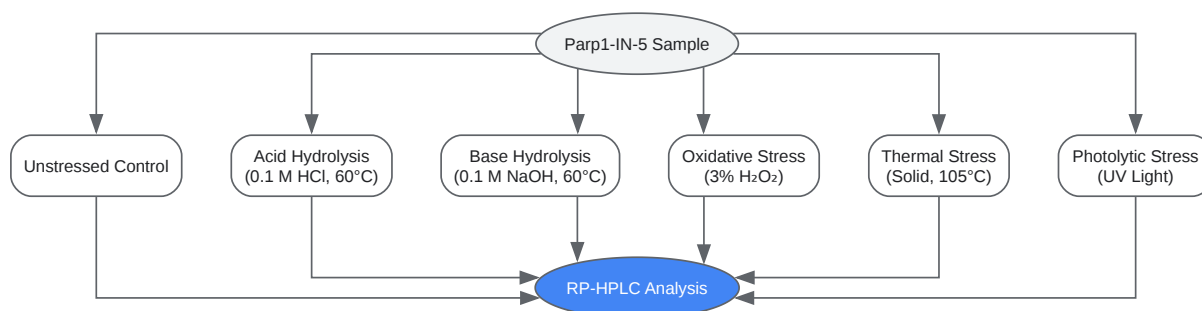 Parp1-IN-5 Sample
Unstressed Control
Acid Hydrolysis
(0.1 M HCl, 60°C)
Base Hydrolysis
(0.1 M NaOH, 60°C)
Oxidative Stress
(3% H₂O₂)
Thermal Stress
(Solid, 105°C)
Photolytic Stress
(UV Light)
RP-HPLC Analysis